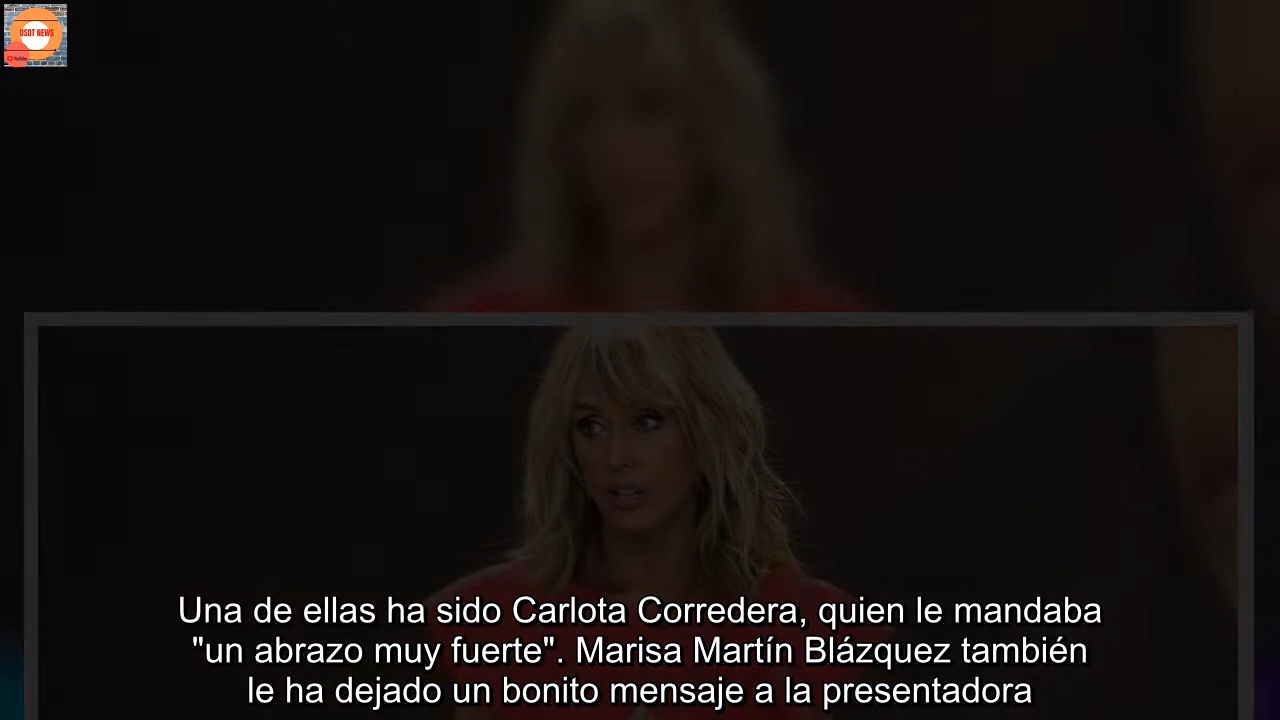 USDT NEWS
YouTube
Una de ellas ha sido Carlota Corredera, quien le mandaba
"un abrazo muy fuerte". Marisa Martín Blázquez también
le ha dejado un bonito mensaje a la presentadora